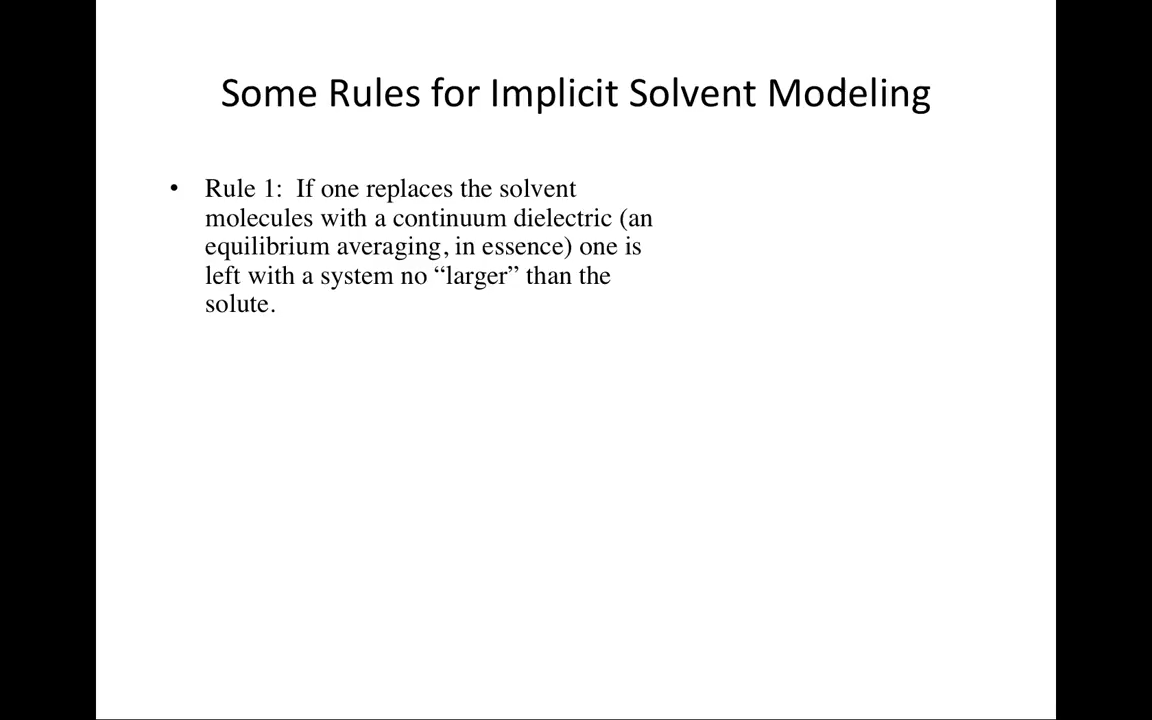 Some Rules for Implicit Solvent Modeling
• Rule 1:  If one replaces the solvent
molecules with a continuum dielectric (an
equilibrium averaging, in essence) one is
left with a system no “larger” than the
solute.